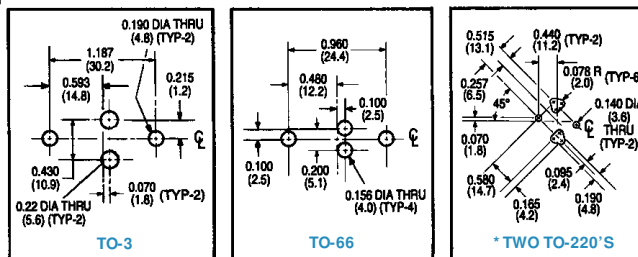 0.190 DIA THRU
(4.8) (TYP-2)
1.187
(30.2)
0.593
(14.8)
0.215
(1.2)
0.430
(10.9)
0.070
(1.8)
(TYP-2)
0.22 DIA THRU
(5.6) (TYP-2)
TO-3
0.960
(24.4)
0.480
(12.2)
0.100
(2.5)
0.100
(2.5)
0.200
(5.1)
0.156 DIA THRU
(4.0) (TYP-4)
TO-66
0.515
(13.1)
0.440
(11.2)
(TYP-2)
0.257
(6.5)
0.078 R
(2.0)
(TYP-6
45°
0.140 DIA
(3.6)
THRU
(TYP-2)
0.070
(1.8)
0.580
(14.7)
0.095
(2.4)
0.165
(4.2)
0.190
(4.8)
* TWO TO-220'S